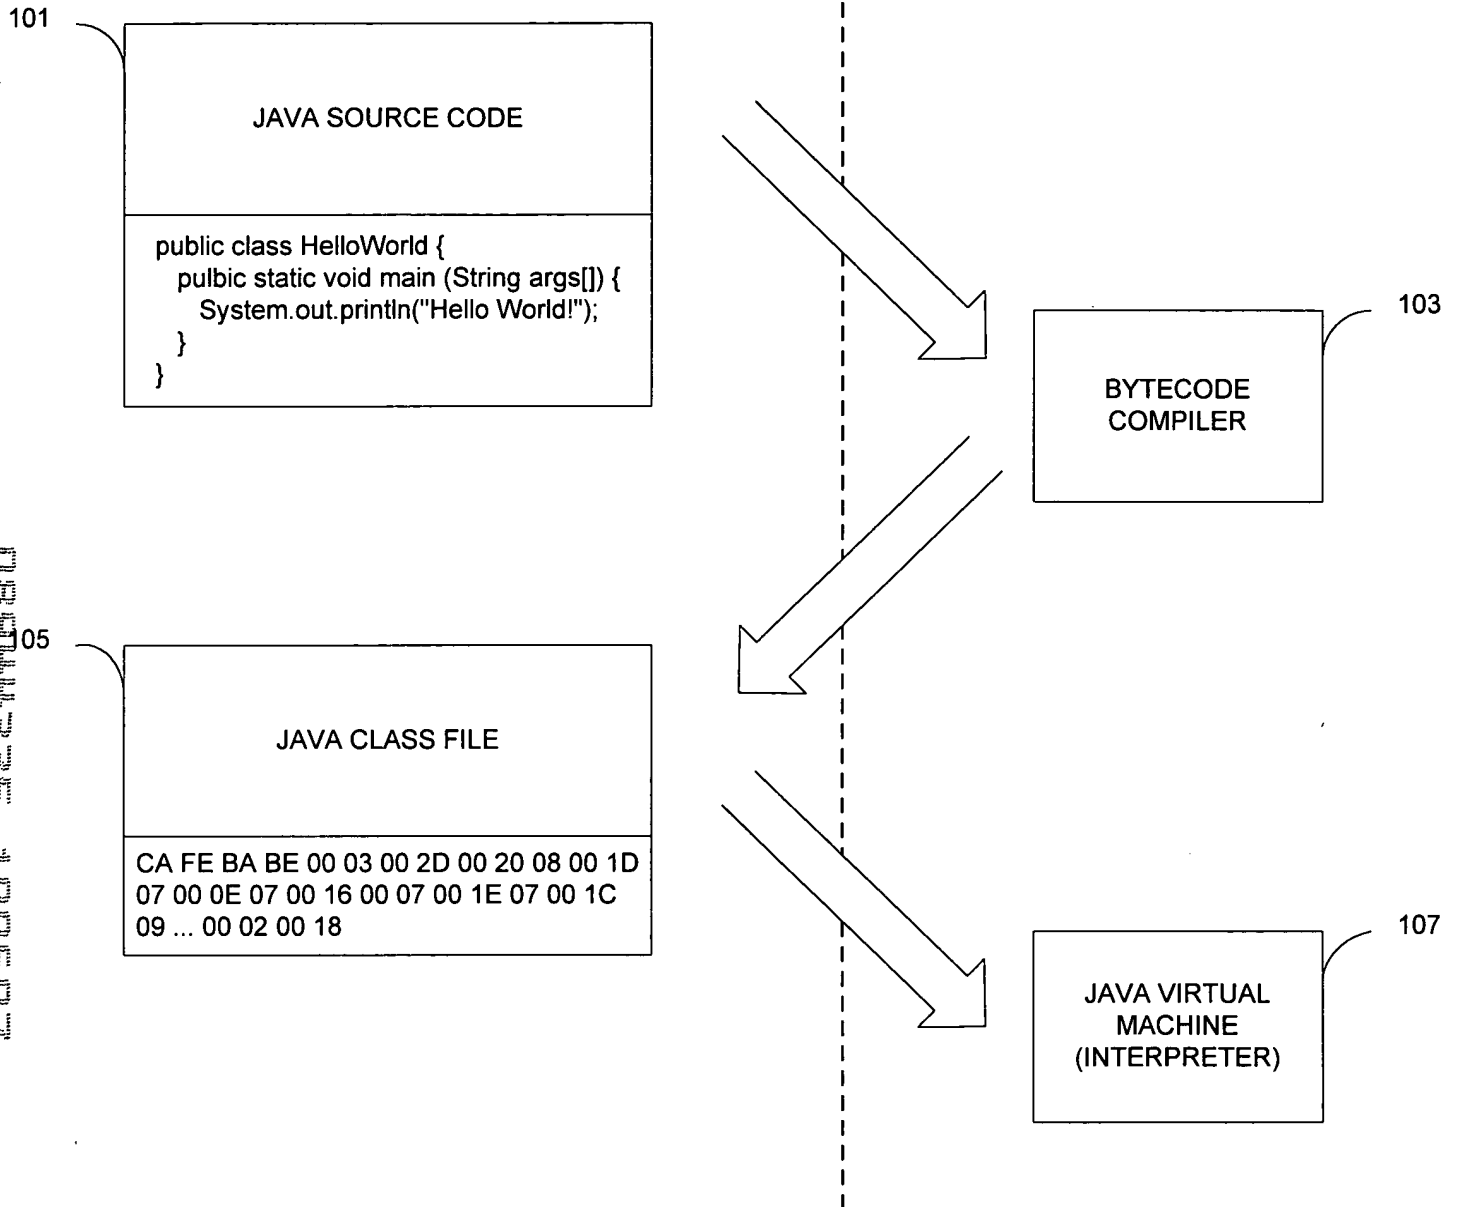 101
JAVA SOURCE CODE
public class HelloWorld {
pulbic static void main (String args[]) {
System.out.println("Hello World!");
}
}
103
BYTECODE
COMPILER
105
JAVA CLASS FILE
CA FE BA BE 00 03 00 2D 00 20 08 00 1D
07 00 0E 07 00 16 00 07 00 1E 07 00 1C
09 ... 00 02 00 18
107
JAVA VIRTUAL
MACHINE
(INTERPRETER)